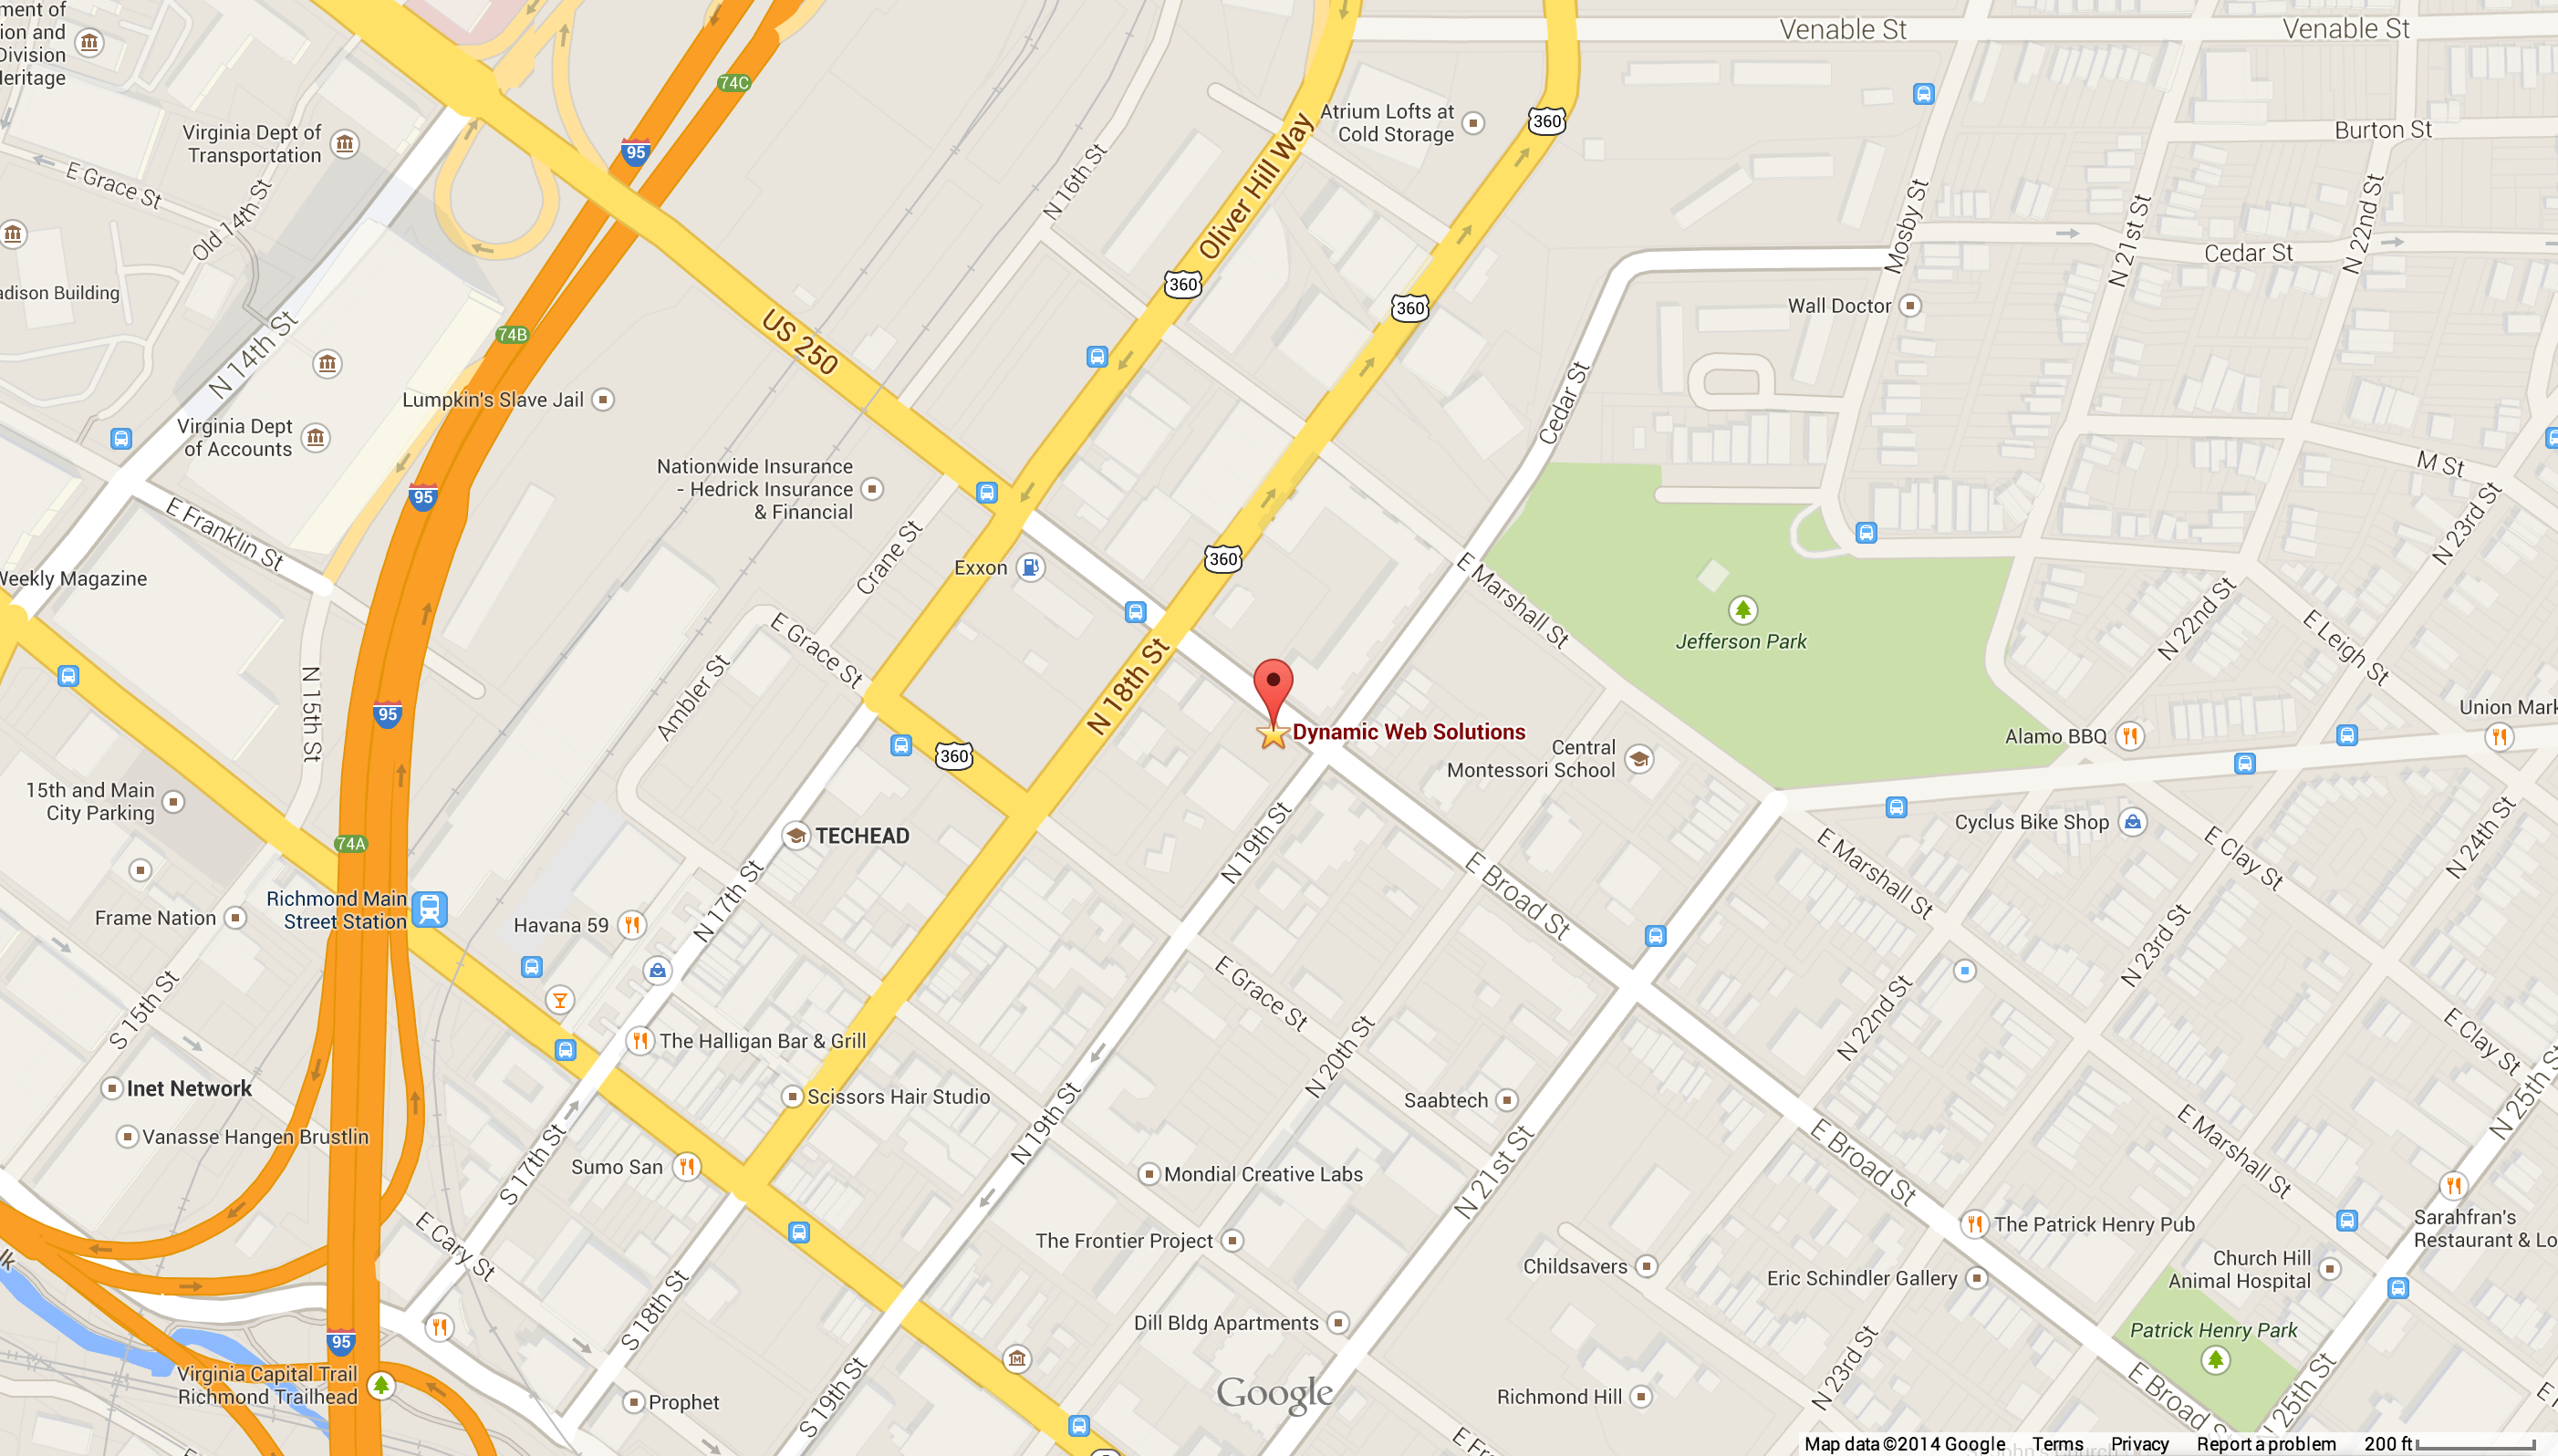 ment of
ion and
Division
Heritage
Virginia Dept of
Transportation
E Grace St
Old 14th St
adison Building
N 14th St
Virginia Dept
of Accounts
E Franklin St
Weekly Magazine
Lumpkin's Slave Jail
74C
95
74B
95
95
74A
95
US 250
N 16th St
Oliver Hill Way
360
Atrium Lofts at
Cold Storage
360
360
360
360
Venable St
Venable St
Burton St
Mosby St
N 21st St
N 22nd St
Cedar St
Wall Doctor
Cedar St
M St
N 23rd St
Nationwide Insurance
- Hedrick Insurance
& Financial
Crane St
Exxon
E Grace St
Ambler St
N 18th St
E Marshall St
Jefferson Park
N 22nd St
E Leigh St
Union Mark
Alamo BBQ
Dynamic Web Solutions
Central
Montessori School
N 15th St
15th and Main
City Parking
TECHEAD
N 17th St
N 19th St
E Broad St
E Marshall St
Cyclus Bike Shop
E Clay St
N 24th St
Richmond Main
Street Station
Frame Nation
Havana 59
S 15th St
E Grace St
N 20th St
N 22nd St
N 23rd St
E Clay St
N 25th St
The Halligan Bar & Grill
Inet Network
Scissors Hair Studio
Vanasse Hangen Brustlin
Saabtech
N 19th St
S 17th St
Sumo San
Mondial Creative Labs
N 21st St
E Broad St
E Marshall St
The Patrick Henry Pub
Sarahfran's
Restaurant & Lo
E Cary St
The Frontier Project
Childsavers
Eric Schindler Gallery
Church Hill
Animal Hospital
S 18th St
Dill Bldg Apartments
Patrick Henry Park
N 23rd St
Virginia Capital Trail
Richmond Trailhead
Prophet
S 19th St
Google
Richmond Hill
E Broad S
25th St
E Fr
Map data ©2014 Google Terms Privacy Report a problem 200 ft